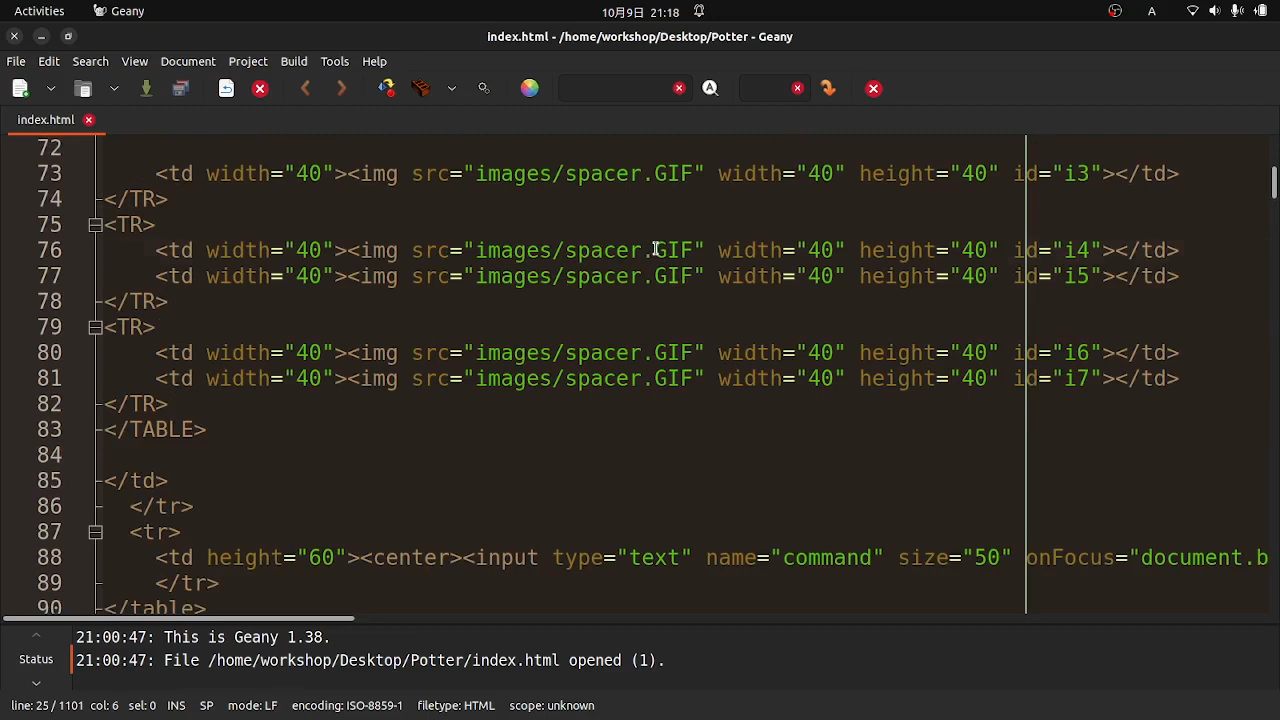 Activities Geany 10月9日 21:18 A
index.html - /home/workshop/Desktop/Potter - Geany
File Edit Search View Document Project Build Tools Help
index.html
72
73 <td width="40"><img src="images/spacer.GIF" width="40" height="40" id="i3"></td>
74 </TR>
75 <TR>
76 <td width="40"><img src="images/spacer.GIF" width="40" height="40" id="i4"></td>
77 <td width="40"><img src="images/spacer.GIF" width="40" height="40" id="i5"></td>
78 </TR>
79 <TR>
80 <td width="40"><img src="images/spacer.GIF" width="40" height="40" id="i6"></td>
81 <td width="40"><img src="images/spacer.GIF" width="40" height="40" id="i7"></td>
82 </TR>
83 </TABLE>
84
85 </td>
86 </tr>
87 <tr>
88 <td height="60"><center><input type="text" name="command" size="50" onFocus="document.b
89 </tr>
90 </table>
21:00:47: This is Geany 1.38.
Status 21:00:47: File /home/workshop/Desktop/Potter/index.html opened (1).
line: 25 / 1101 col: 6 sel: 0 INS SP mode: LF encoding: ISO-8859-1 filetype: HTML scope: unknown